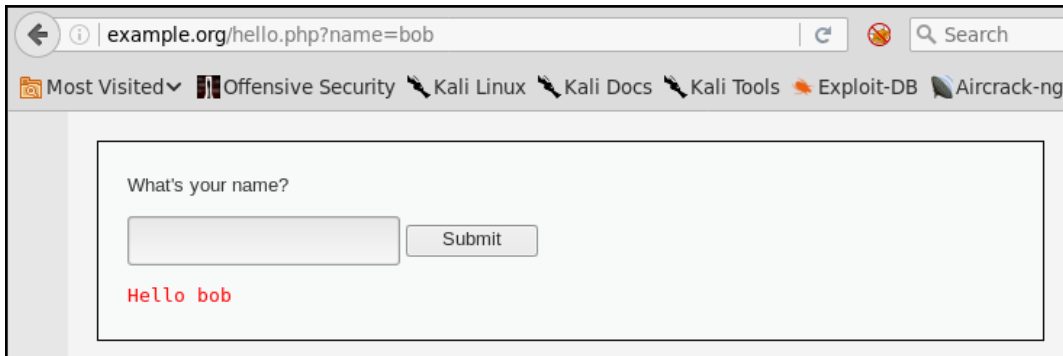 example.org/hello.php?name=bob Search
Most Visited Offensive Security Kali Linux Kali Docs Kali Tools Exploit-DB Aircrack-ng
What's your name?
Submit
Hello bob